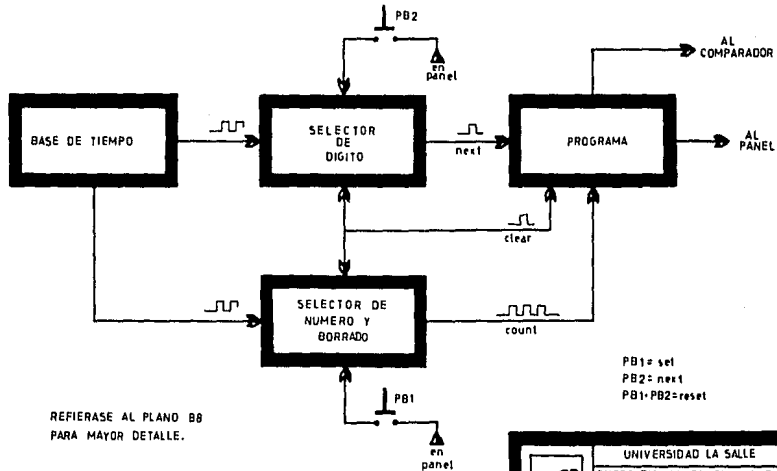 PB2
en
panel
AL
COMPARADOR
BASE DE TIEMPO
SELECTOR
DE
DIGITO
next
PROGRAMA
AL
PANEL
clear
SELECTOR DE
NUMERO Y
BORRADO
count
PB1
en
panel
PB1= set
PB2= next
PB1+PB2=reset
REFIERASE AL PLANO B8
PARA MAYOR DETALLE.
UNIVERSIDAD LA SALLE